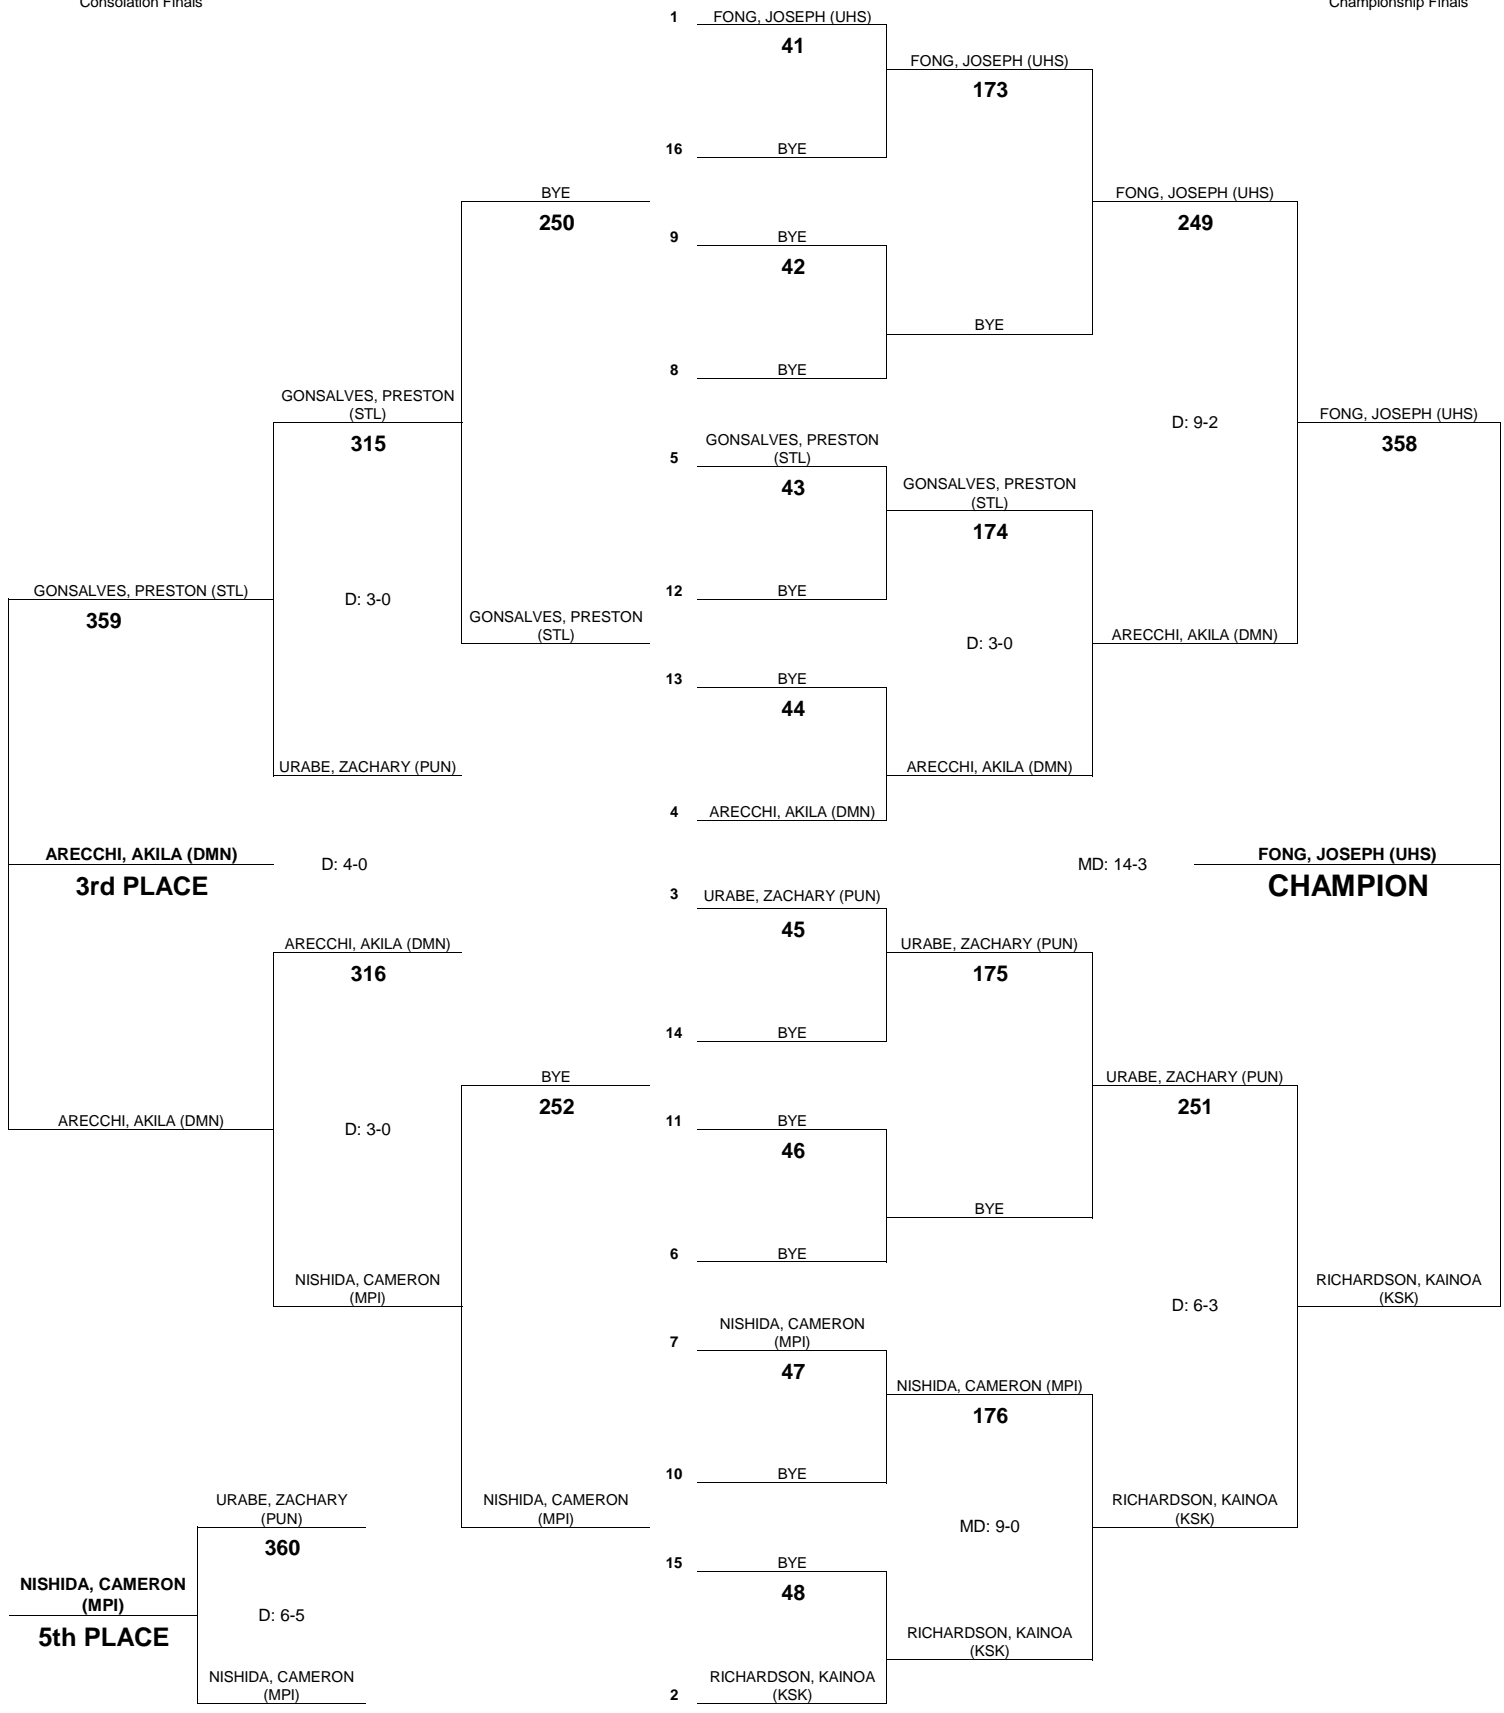 Consolation Finals
Championship Finals
1 FONG, JOSEPH (UHS)
41
FONG, JOSEPH (UHS)
173
16 BYE
BYE
FONG, JOSEPH (UHS)
250
249
9 BYE
42
BYE
8 BYE
GONSALVES, PRESTON
(STL)
315
D: 9-2
FONG, JOSEPH (UHS)
358
GONSALVES, PRESTON
5 (STL)
43
GONSALVES, PRESTON
(STL)
174
GONSALVES, PRESTON (STL)
359
D: 3-0
12 BYE
GONSALVES, PRESTON
(STL)
D: 3-0
ARECCHI, AKILA (DMN)
13 BYE
44
URABE, ZACHARY (PUN)
ARECCHI, AKILA (DMN)
4 ARECCHI, AKILA (DMN)
ARECCHI, AKILA (DMN)
3rd PLACE
D: 4-0
MD: 14-3
FONG, JOSEPH (UHS)
CHAMPION
3 URABE, ZACHARY (PUN)
45
ARECCHI, AKILA (DMN)
316
URABE, ZACHARY (PUN)
175
14 BYE
BYE
252
URABE, ZACHARY (PUN)
251
ARECCHI, AKILA (DMN)
D: 3-0
11 BYE
46
BYE
6 BYE
NISHIDA, CAMERON
(MPI)
D: 6-3
RICHARDSON, KAINOA
(KSK)
NISHIDA, CAMERON
7 (MPI)
47
NISHIDA, CAMERON (MPI)
176
10 BYE
URABE, ZACHARY
(PUN)
360
NISHIDA, CAMERON
(MPI)
MD: 9-0
RICHARDSON, KAINOA
(KSK)
15 BYE
48
NISHIDA, CAMERON
(MPI)
5th PLACE
D: 6-5
RICHARDSON, KAINOA
(KSK)
NISHIDA, CAMERON
(MPI)
RICHARDSON, KAINOA
2 (KSK)